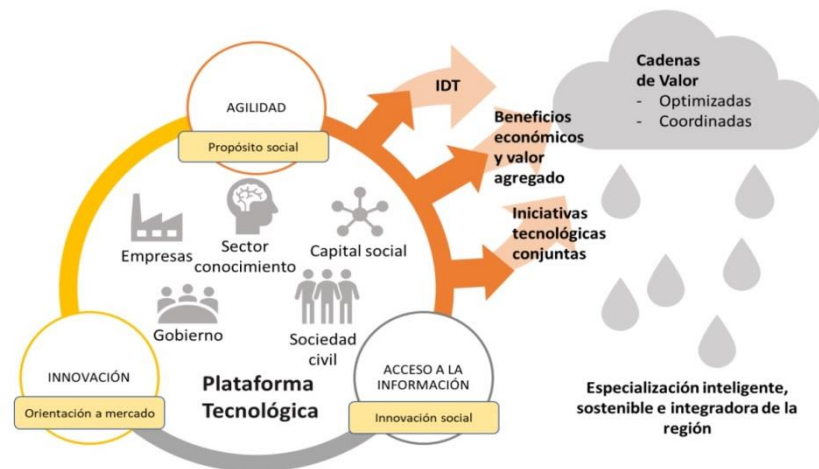 AGILIDAD
Propósito social
Empresas
Sector
conocimiento
Capital social
Gobierno
Sociedad
civil
INNOVACIÓN
Orientación a mercado
Plataforma
Tecnológica
ACCESO A LA
INFORMACIÓN
Innovación social
IDT
Beneficios
económicos
y valor
agregado
Iniciativas
tecnológicas
conjuntas
Cadenas
de Valor
- Optimizadas
- Coordinadas
Especialización inteligente,
sostenible e integradora de la
región